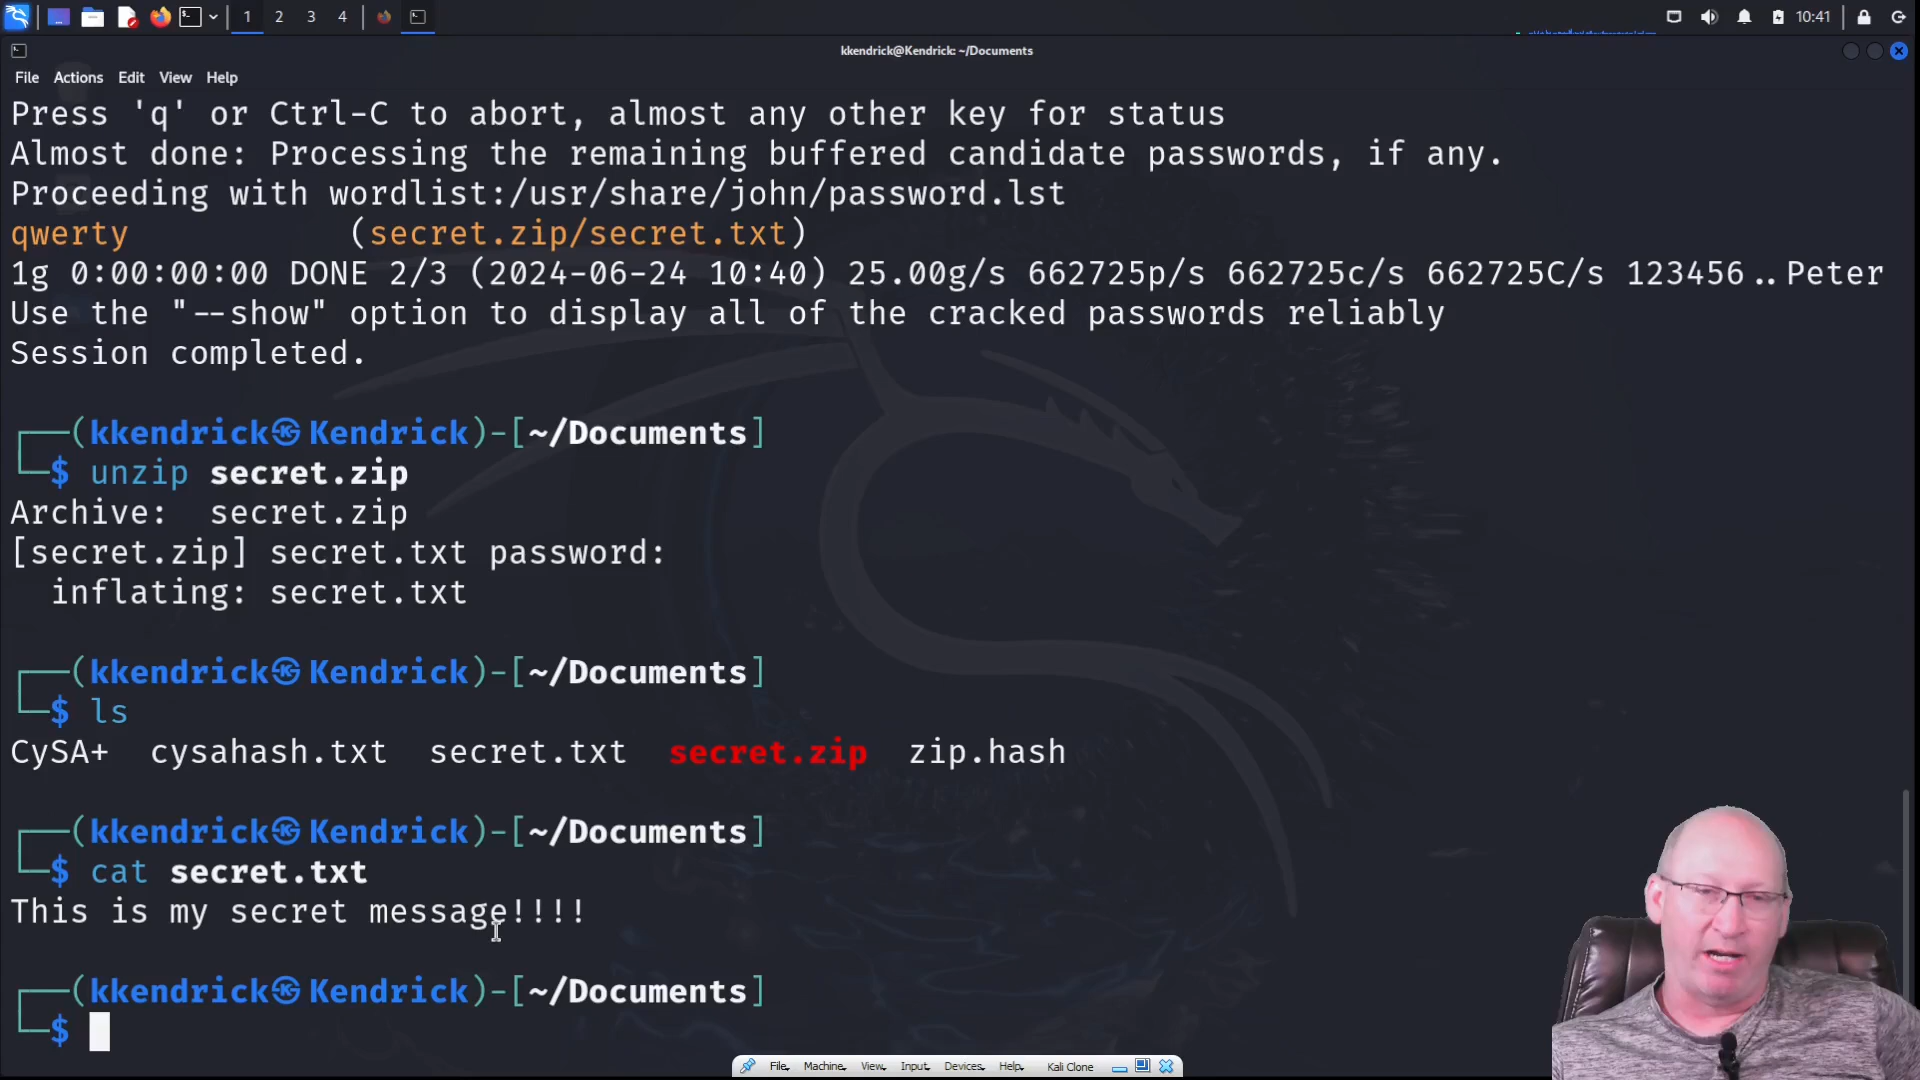 1 2 3 4
10:41
kkendrick@Kendrick: ~/Documents
File Actions Edit View Help
Press 'q' or Ctrl-C to abort, almost any other key for status
Almost done: Processing the remaining buffered candidate passwords, if any.
Proceeding with wordlist:/usr/share/john/password.lst
qwerty (secret.zip/secret.txt)
1g 0:00:00:00 DONE 2/3 (2024-06-24 10:40) 25.00g/s 662725p/s 662725c/s 662725C/s 123456..Peter
Use the "--show" option to display all of the cracked passwords reliably
Session completed.
┌──(kkendrick㉿Kendrick)-[~/Documents]
└─$ unzip secret.zip
Archive: secret.zip
[secret.zip] secret.txt password:
inflating: secret.txt
┌──(kkendrick㉿Kendrick)-[~/Documents]
└─$ ls
CySA+ cysahash.txt secret.txt secret.zip zip.hash
┌──(kkendrick㉿Kendrick)-[~/Documents]
└─$ cat secret.txt
This is my secret message!!!!
┌──(kkendrick㉿Kendrick)-[~/Documents]
└─$
File Machine View Input Devices Help Kali Clone